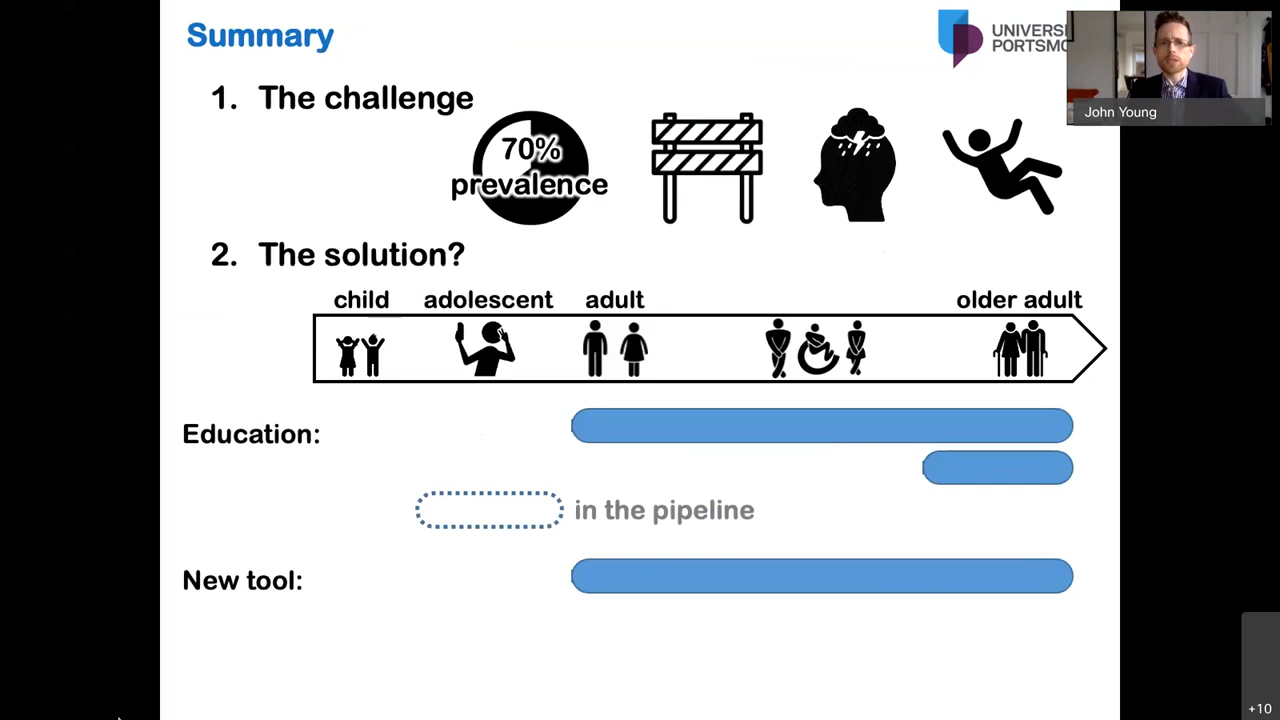 Summary
UNIVERSI
PORTSMO
John Young
1. The challenge
70%
prevalence
2. The solution?
child adolescent adult older adult
Education:
in the pipeline
New tool:
+10